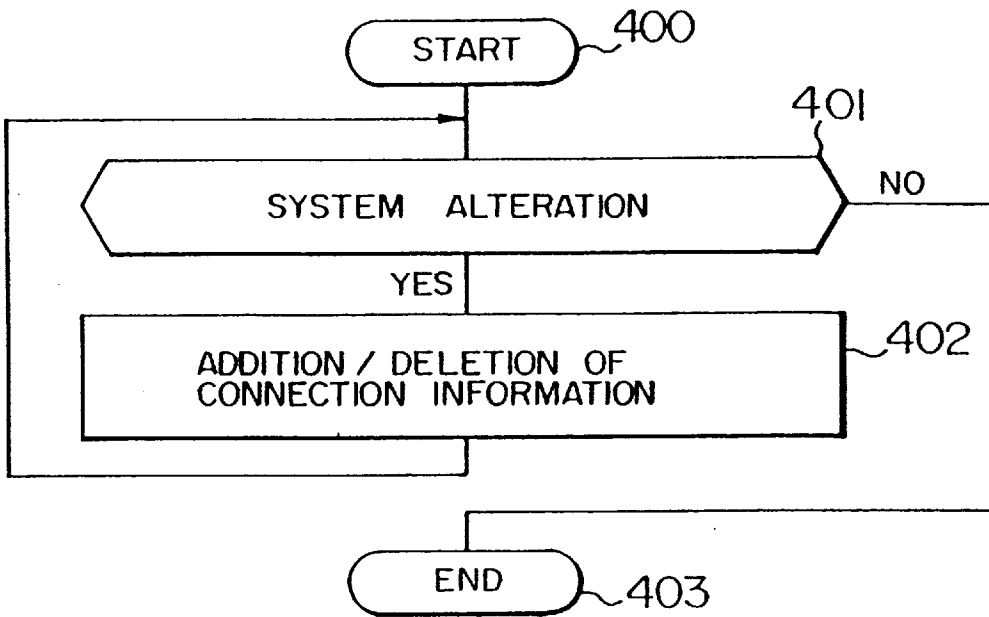 START
400
401
SYSTEM ALTERATION
NO
YES
ADDITION / DELETION OF
CONNECTION INFORMATION
402
END
403